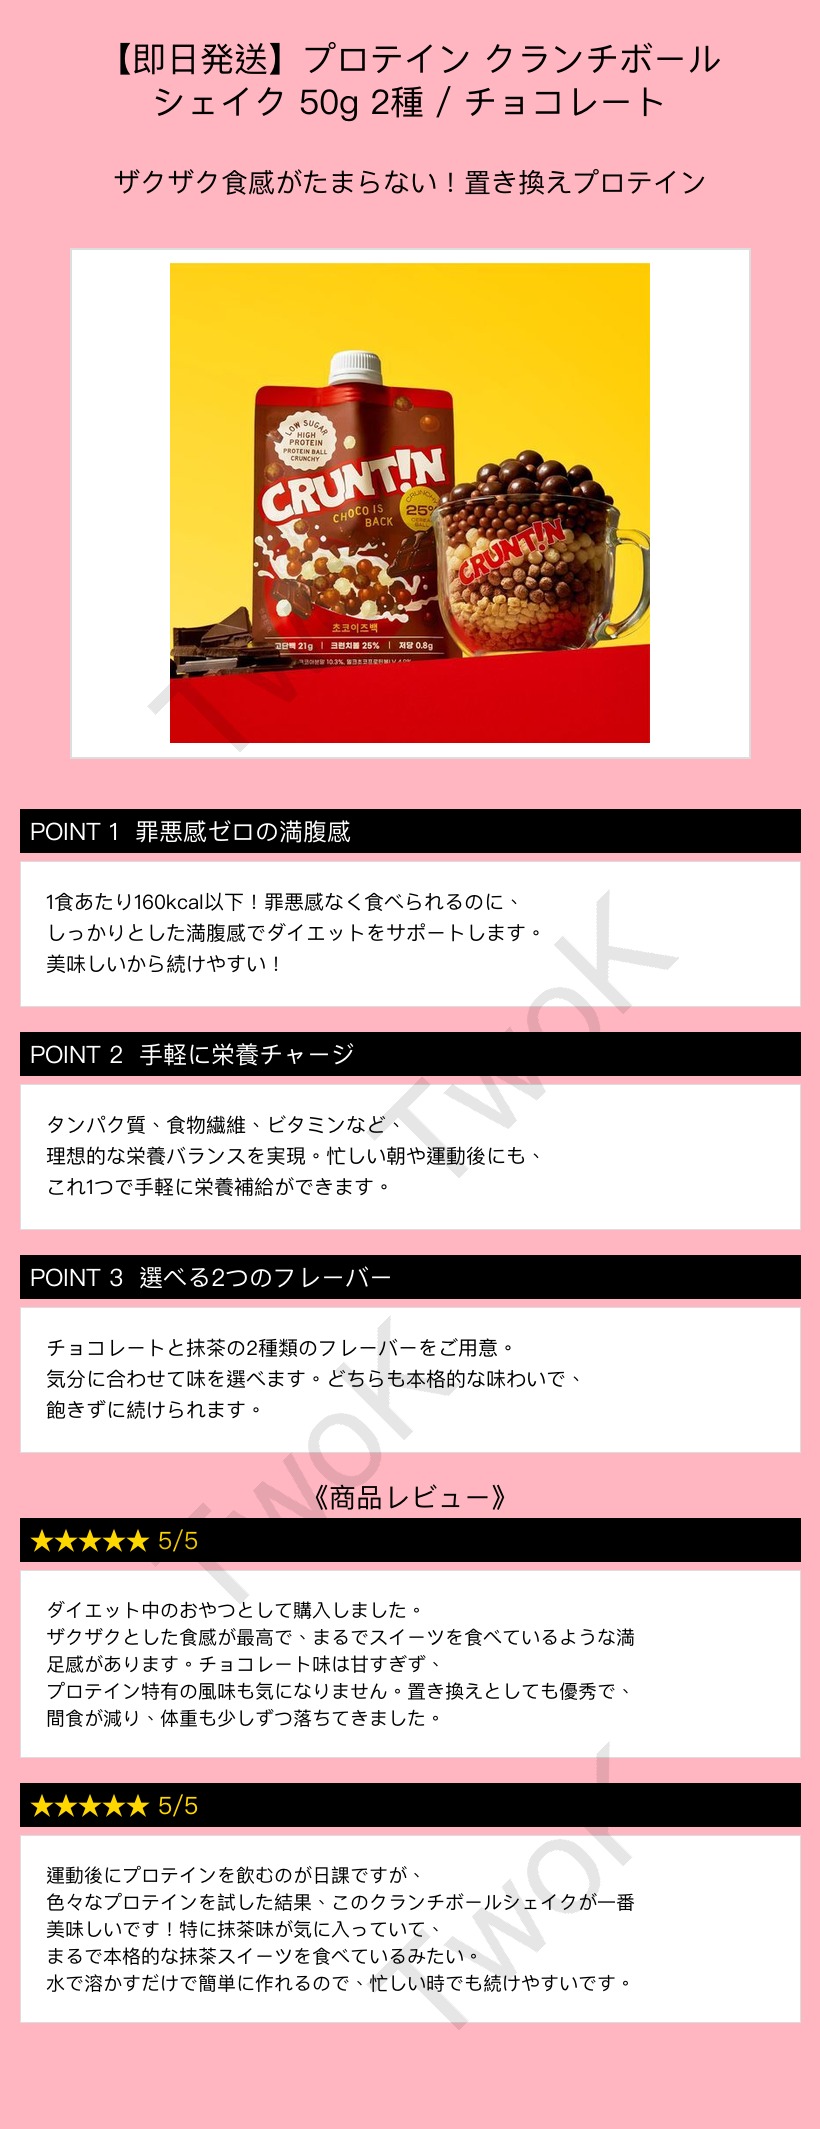 【即日発送】プロテイン クランチボール
シェイク 50g 2種 / チョコレート
ザクザク食感がたまらない！置き換えプロテイン
LOW SUGAR
HIGH
PROTEIN
PROTEIN BALL
CRUNCHY
CRUNT!N
CHOCO IS
BACK
CRUNCHY
25%
CRUNT!N
초코이즈백
고단백 21g | 크런치볼 25% | 저당 0.8g
TwoK
POINT 1 罪悪感ゼロの満腹感
1食あたり160kcal以下！罪悪感なく食べられるのに、
しっかりとした満腹感でダイエットをサポートします。
美味しいから続けやすい！
TwoK
POINT 2 手軽に栄養チャージ
タンパク質、食物繊維、ビタミンなど、
理想的な栄養バランスを実現。忙しい朝や運動後にも、
これ1つで手軽に栄養補給ができます。
POINT 3 選べる2つのフレーバー
チョコレートと抹茶の2種類のフレーバーをご用意。
気分に合わせて味を選べます。どちらも本格的な味わいで、
飽きずに続けられます。
TwoK
《商品レビュー》
★★★★★ 5/5
ダイエット中のおやつとして購入しました。
ザクザクとした食感が最高で、まるでスイーツを食べているような満
足感があります。チョコレート味は甘すぎず、
プロテイン特有の風味も気になりません。置き換えとしても優秀で、
間食が減り、体重も少しずつ落ちてきました。
★★★★★ 5/5
運動後にプロテインを飲むのが日課ですが、
色々なプロテインを試した結果、このクランチボールシェイクが一番
美味しいです！特に抹茶味が気に入っていて、
まるで本格的な抹茶スイーツを食べているみたい。
水で溶かすだけで簡単に作れるので、忙しい時でも続けやすいです。
TwoK